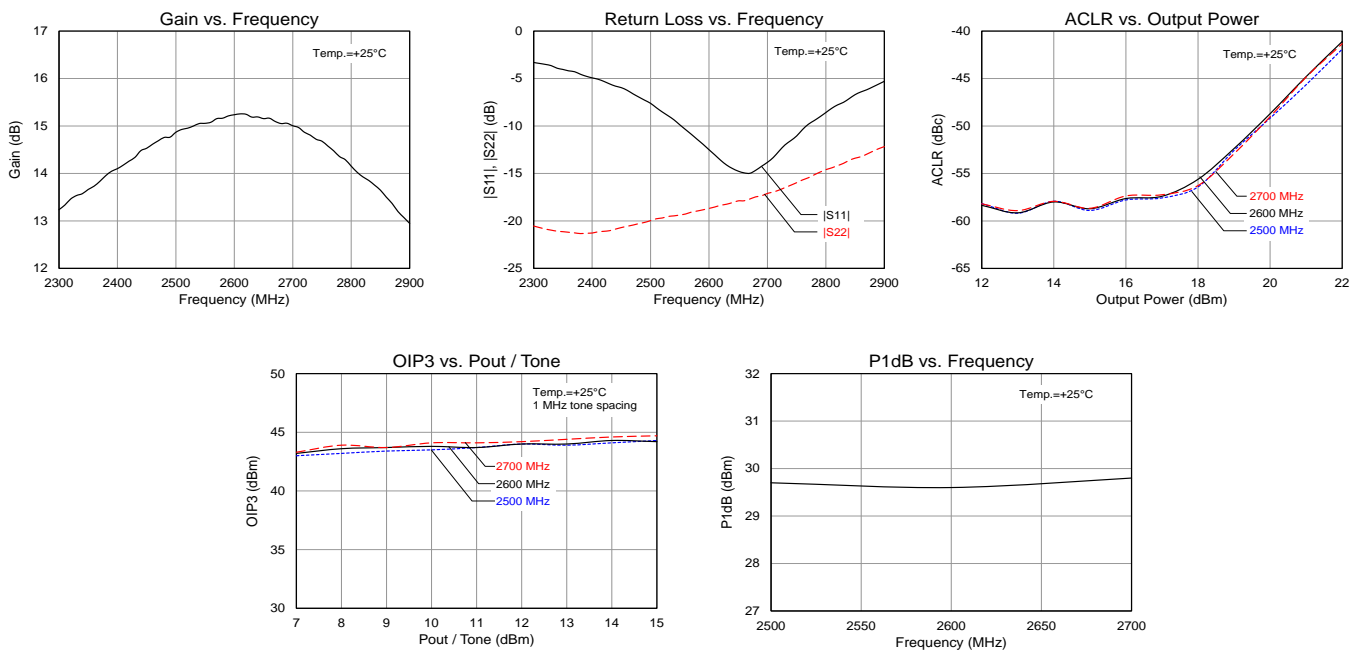 Gain vs. Frequency
17
16
15
14
13
12
Gain (dB)
Temp.=+25°C
2300 2400 2500 2600 2700 2800 2900
Frequency (MHz)
Return Loss vs. Frequency
0
-5
-10
-15
-20
-25
|S11|, |S22| (dB)
Temp.=+25°C
|S11|
|S22|
2300 2400 2500 2600 2700 2800 2900
Frequency (MHz)
ACLR vs. Output Power
-40
-45
-50
-55
-60
-65
ACLR (dBc)
Temp.=+25°C
2700 MHz
2600 MHz
2500 MHz
12 14 16 18 20 22
Output Power (dBm)
OIP3 vs. Pout / Tone
50
45
40
35
30
OIP3 (dBm)
Temp.=+25°C
1 MHz tone spacing
2700 MHz
2600 MHz
2500 MHz
7 8 9 10 11 12 13 14 15
Pout / Tone (dBm)
P1dB vs. Frequency
32
31
30
29
28
27
P1dB (dBm)
Temp.=+25°C
2500 2550 2600 2650 2700
Frequency (MHz)